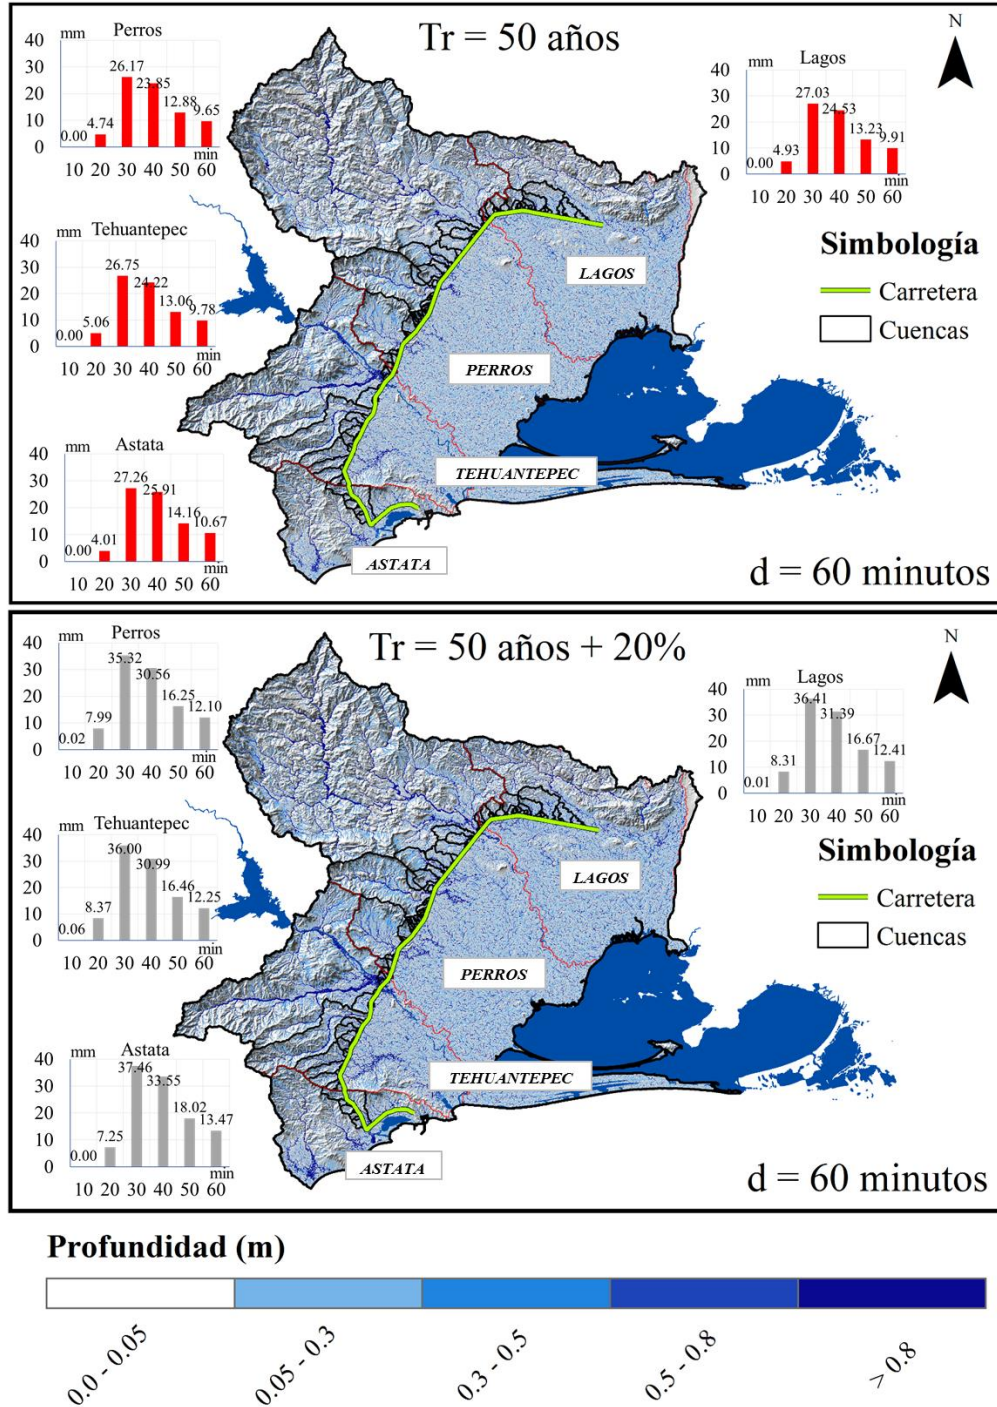 Tr = 50 años
N
Perros
mm
40
30
20
10
0
0.00
4.74
26.17
23.85
12.88
9.65
min
10 20 30 40 50 60
Lagos
mm
40
30
20
10
0
0.00
4.93
27.03
24.53
13.23
9.91
min
10 20 30 40 50 60
Tehuantepec
40
30
20
10
0
0.00
5.06
26.75
24.22
13.06
9.78
min
10 20 30 40 50 60
Simbología
Carretera
Cuencas
LAGOS
PERROS
TEHUANTEPEC
ASTATA
Astata
mm
40
30
20
10
0
0.00
4.01
27.26
25.91
14.16
10.67
min
10 20 30 40 50 60
d = 60 minutos
Tr = 50 años + 20%
N
Perros
mm
40
30
20
10
0
0.02
7.99
35.32
30.56
16.25
12.10
min
10 20 30 40 50 60
Lagos
mm
40
30
20
10
0
0.01
8.31
36.41
31.39
16.67
12.41
min
10 20 30 40 50 60
Tehuantepec
mm
40
30
20
10
0
0.06
8.37
36.00
30.99
16.46
12.25
min
10 20 30 40 50 60
Simbología
Carretera
Cuencas
LAGOS
PERROS
TEHUANTEPEC
ASTATA
Astata
mm
40
30
20
10
0
0.00
7.25
37.46
33.55
18.02
13.47
min
10 20 30 40 50 60
d = 60 minutos
Profundidad (m)
0.0 - 0.05
0.05 - 0.3
0.3 - 0.5
0.5 - 0.8
> 0.8